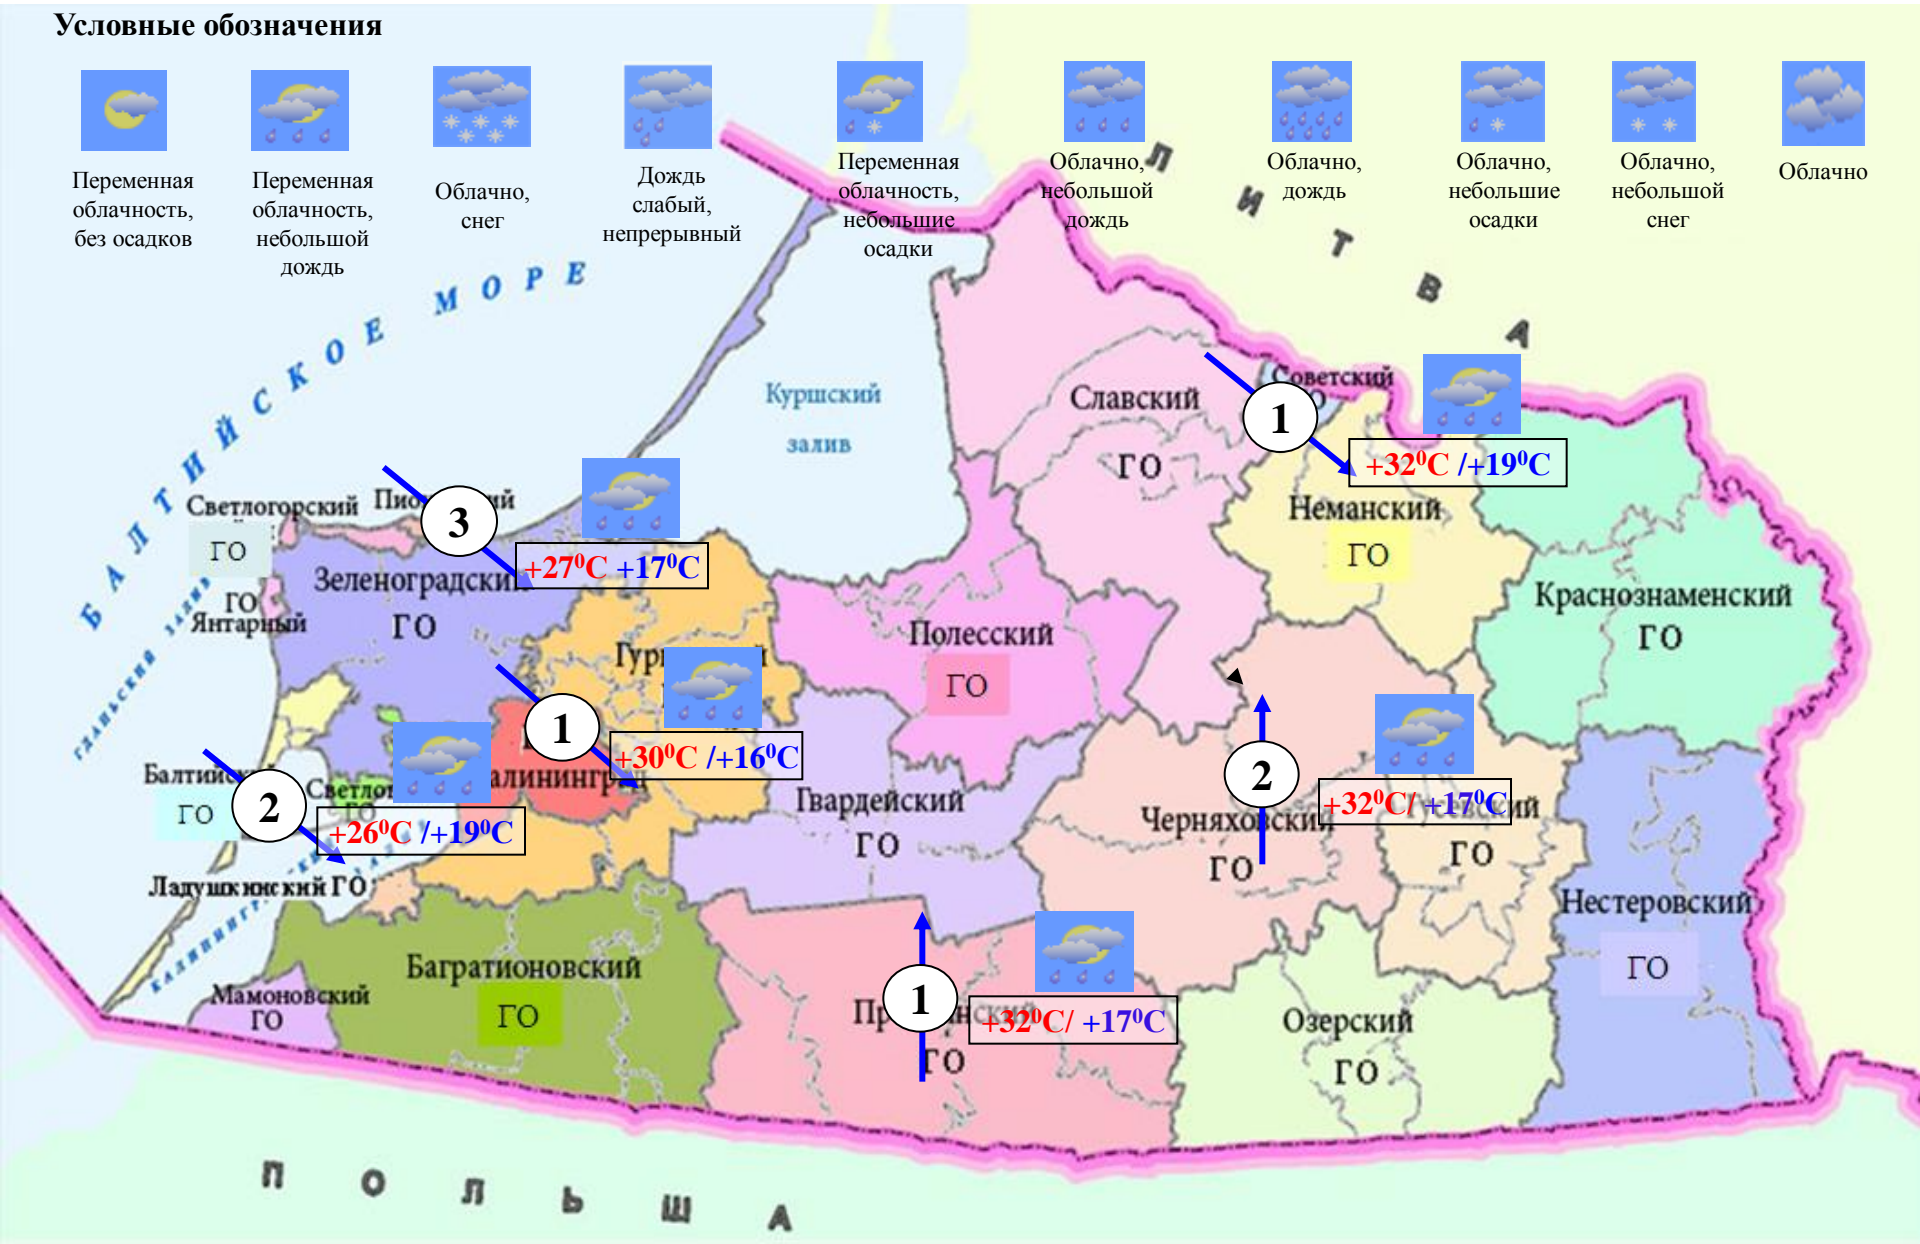 Условные обозначения
Переменная
облачность,
без осадков
Переменная
облачность,
небольшой
дождь
Облачно,
снег
Дождь
слабый,
непрерывный
Переменная
облачность,
небольшие
осадки
Облачно,
небольшой
дождь
Облачно,
дождь
Облачно,
небольшие
осадки
Облачно,
небольшой
снег
Облачно
ЛИТВА
БАЛТИЙСКОЕ МОРЕ
Куршский
залив
Славский
ГО
Советский
1
+32⁰С /+19⁰С
Неманский
ГО
Светлогорский
ГО
3
+27⁰С +17⁰С
Зеленоградский
ГО
ГО
Янтарный
Краснознаменский
ГО
Полесский
ГО
ГДАНЬСКИЙ ЗАЛИВ
1
+30⁰С /+16⁰С
Балтийский
ГО
2
+26⁰С /+19⁰С
Гвардейский
ГО
2
+32⁰С/ +17⁰С
Черняховский
ГО
ГО
Ладушкинский ГО
Нестеровский
ГО
Багратионовский
ГО
Мамоновский
ГО
1
+32⁰С/ +17⁰С
ГО
Озерский
ГО
ПОЛЬША